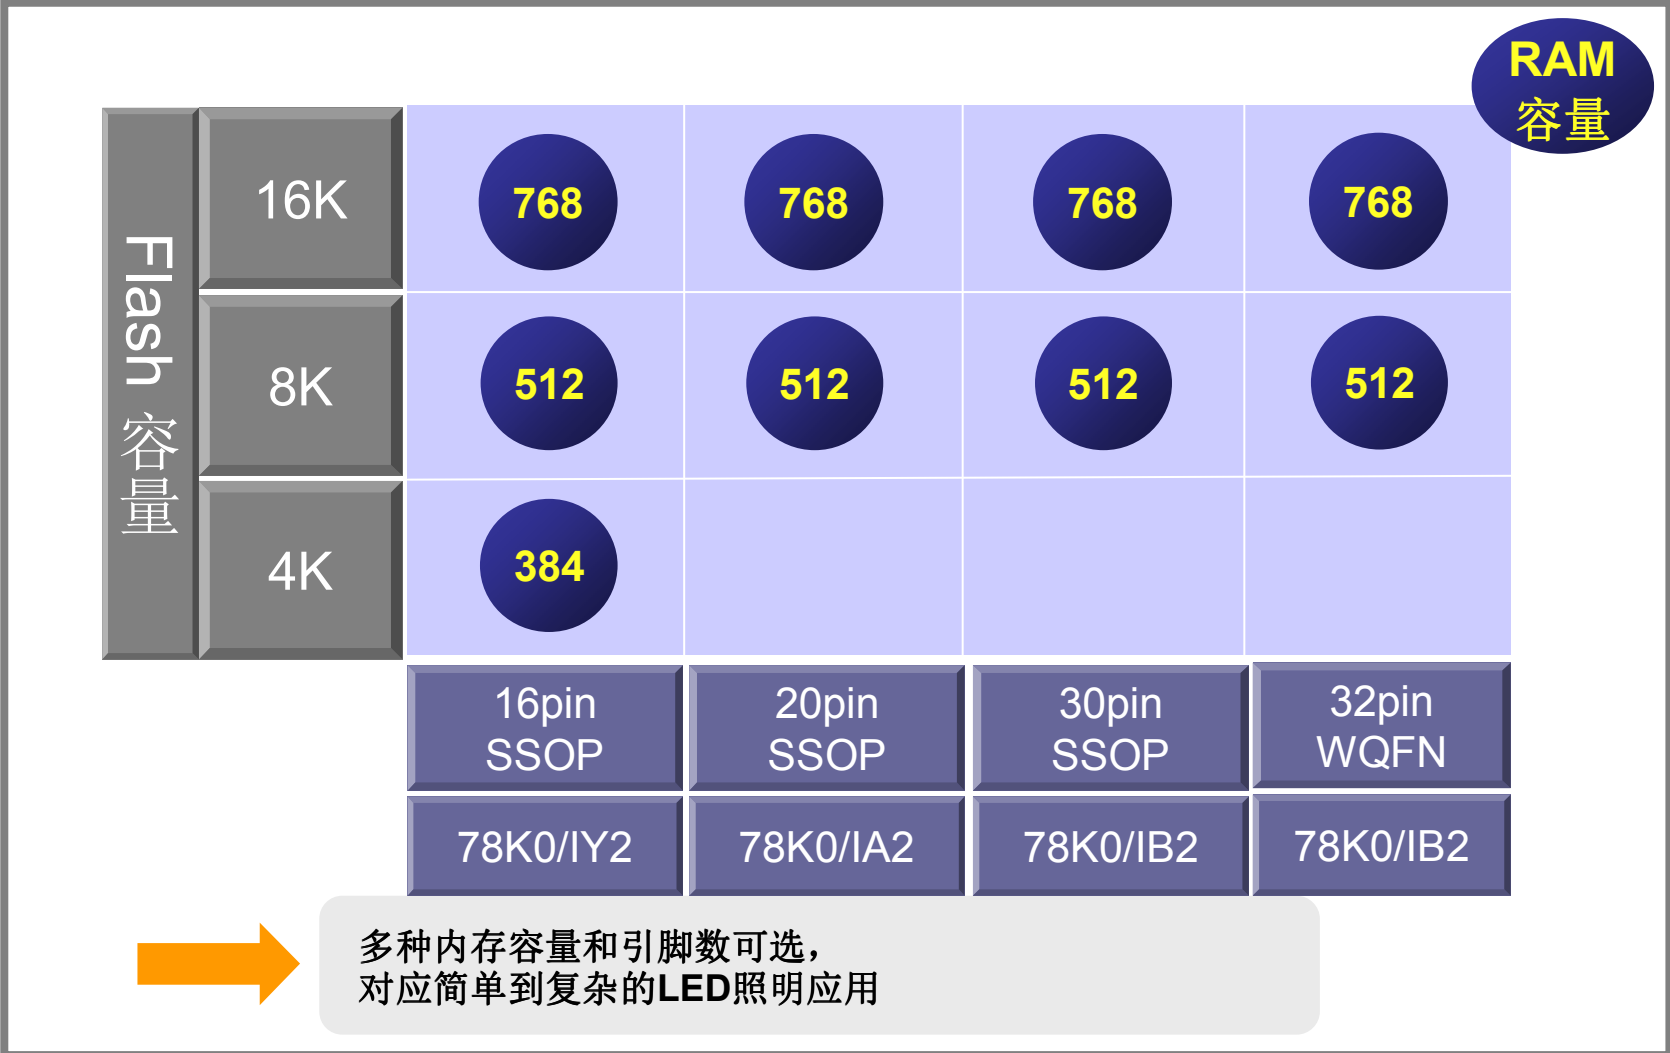 RAM
容量
Flash 容量
16K
768
768
768
768
8K
512
512
512
512
4K
384
16pin
SSOP
20pin
SSOP
30pin
SSOP
32pin
WQFN
78K0/IY2
78K0/IA2
78K0/IB2
78K0/IB2
多种内存容量和引脚数可选，
对应简单到复杂的LED照明应用